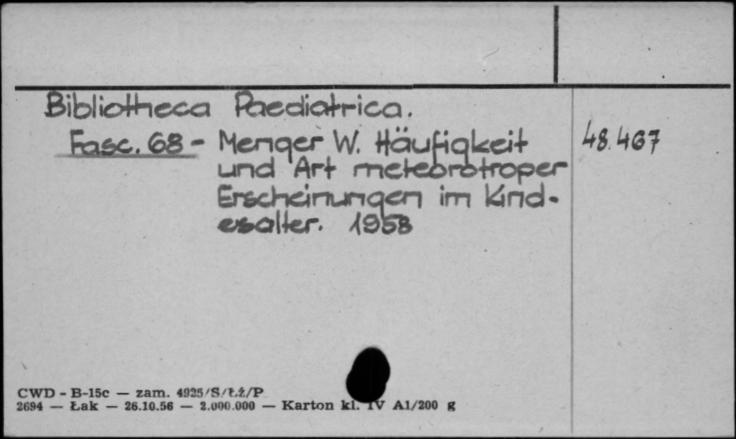 Bibliotheca Paediatrica.
Fasc. 68 - Menger W. Häufigkeit 48.467
und Art meteorotroper
Erscheinungen im Kind-
esalter. 1958
CWD - B-15c — zam. 4925/S/Ł.ż/P
2694 — Łak — 26.10.56 — 2.000.000 — Karton kl. IV A1/200 g